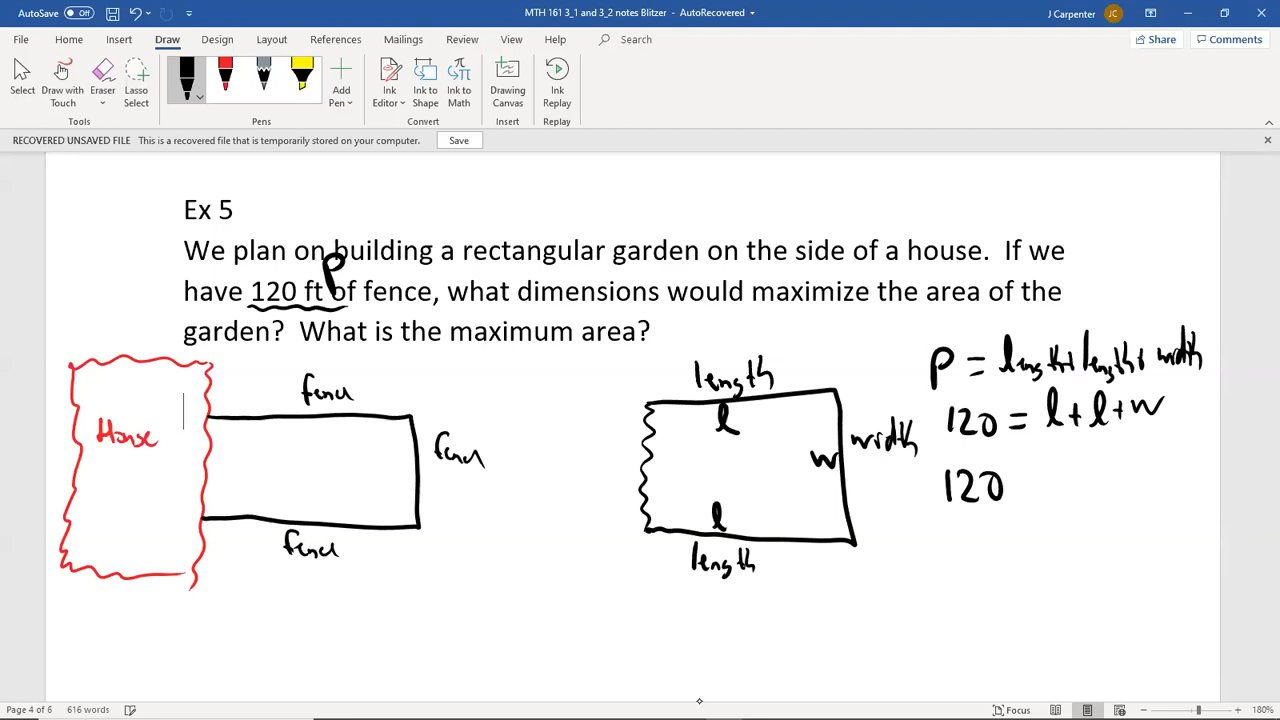 AutoSave Off MTH 161 3_1 and 3_2 notes Blitzer - AutoRecovered J Carpenter JC
File Home Insert Draw Design Layout References Mailings Review View Help Search Share Comments
Select Draw with Touch Eraser Lasso Select Add Pen Ink Editor Ink to Shape Ink to Math Drawing Canvas Ink Replay
Tools Pens Convert Insert Replay
RECOVERED UNSAVED FILE This is a recovered file that is temporarily stored on your computer. Save
Ex 5
We plan on building a rectangular garden on the side of a house. If we
P
have 120 ft of fence, what dimensions would maximize the area of the
garden? What is the maximum area?
House
fence
fence
fence
length
l
w width
l
length
P = length + length + width
120 = l + l + w
120
Page 4 of 6 616 words Focus 180%